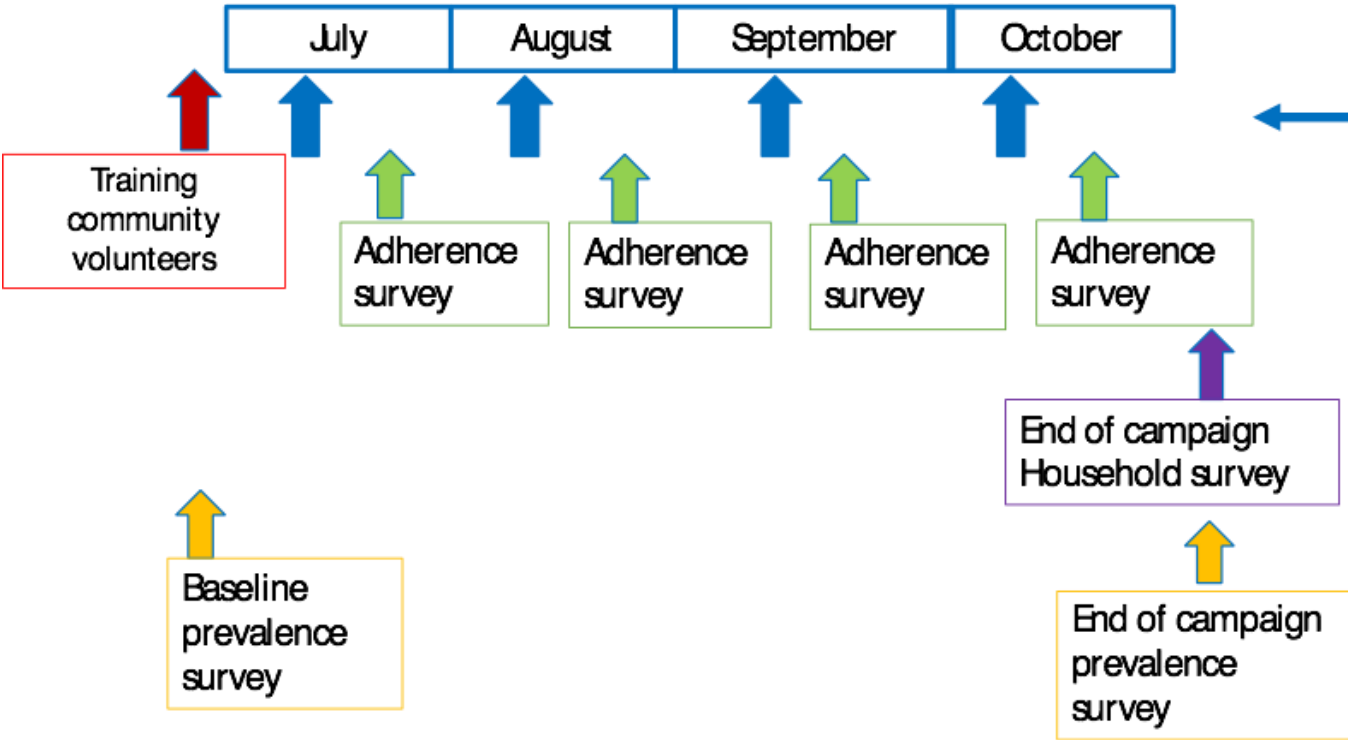 July
August
September
October
Training
community
volunteers
Adherence
survey
Adherence
survey
Adherence
survey
Adherence
survey
End of campaign
Household survey
Baseline
prevalence
survey
End of campaign
prevalence
survey